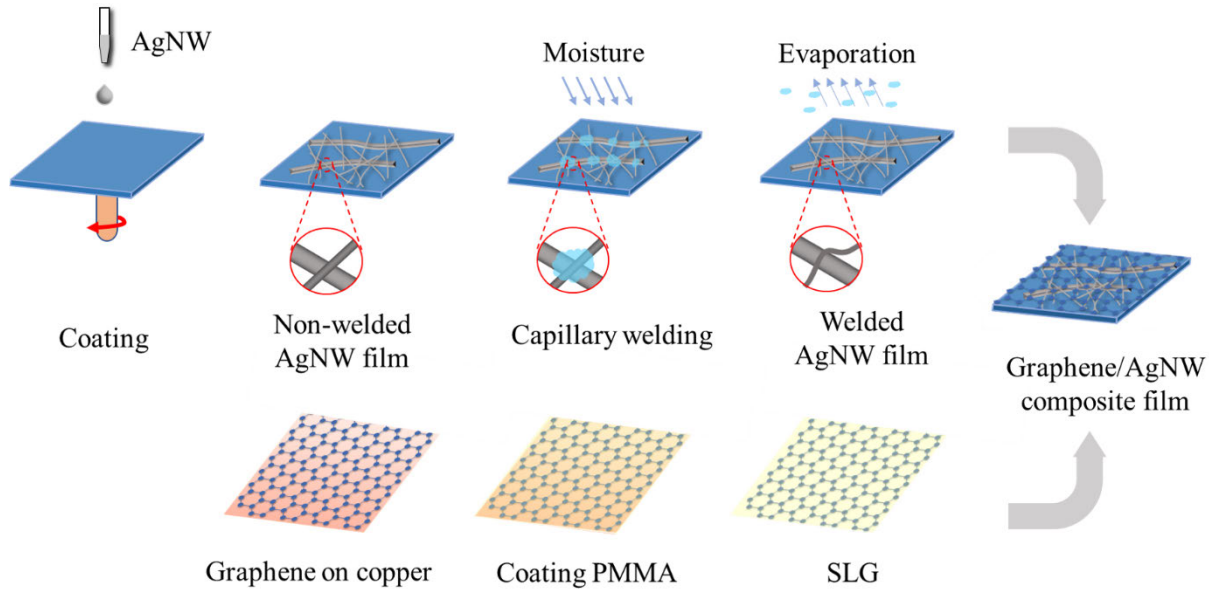 AgNW
Moisture
Evaporation
Coating
Non-welded
AgNW film
Capillary welding
Welded
AgNW film
Graphene/AgNW
composite film
Graphene on copper
Coating PMMA
SLG